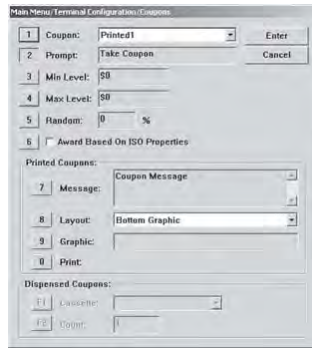 Main Menu/Terminal Configuration/Coupons
1 Coupon: Printed1 Enter
2 Prompt: Take Coupon Cancel
3 Min Level: $0
4 Max Level: $0
5 Random: 0 %
6 Award Based On ISO Properties
Printed Coupons:
7 Message: Coupon Message
8 Layout: Bottom Graphic
9 Graphic:
0 Print:
Dispensed Coupons:
F1 Cassette:
F2 Count: 1